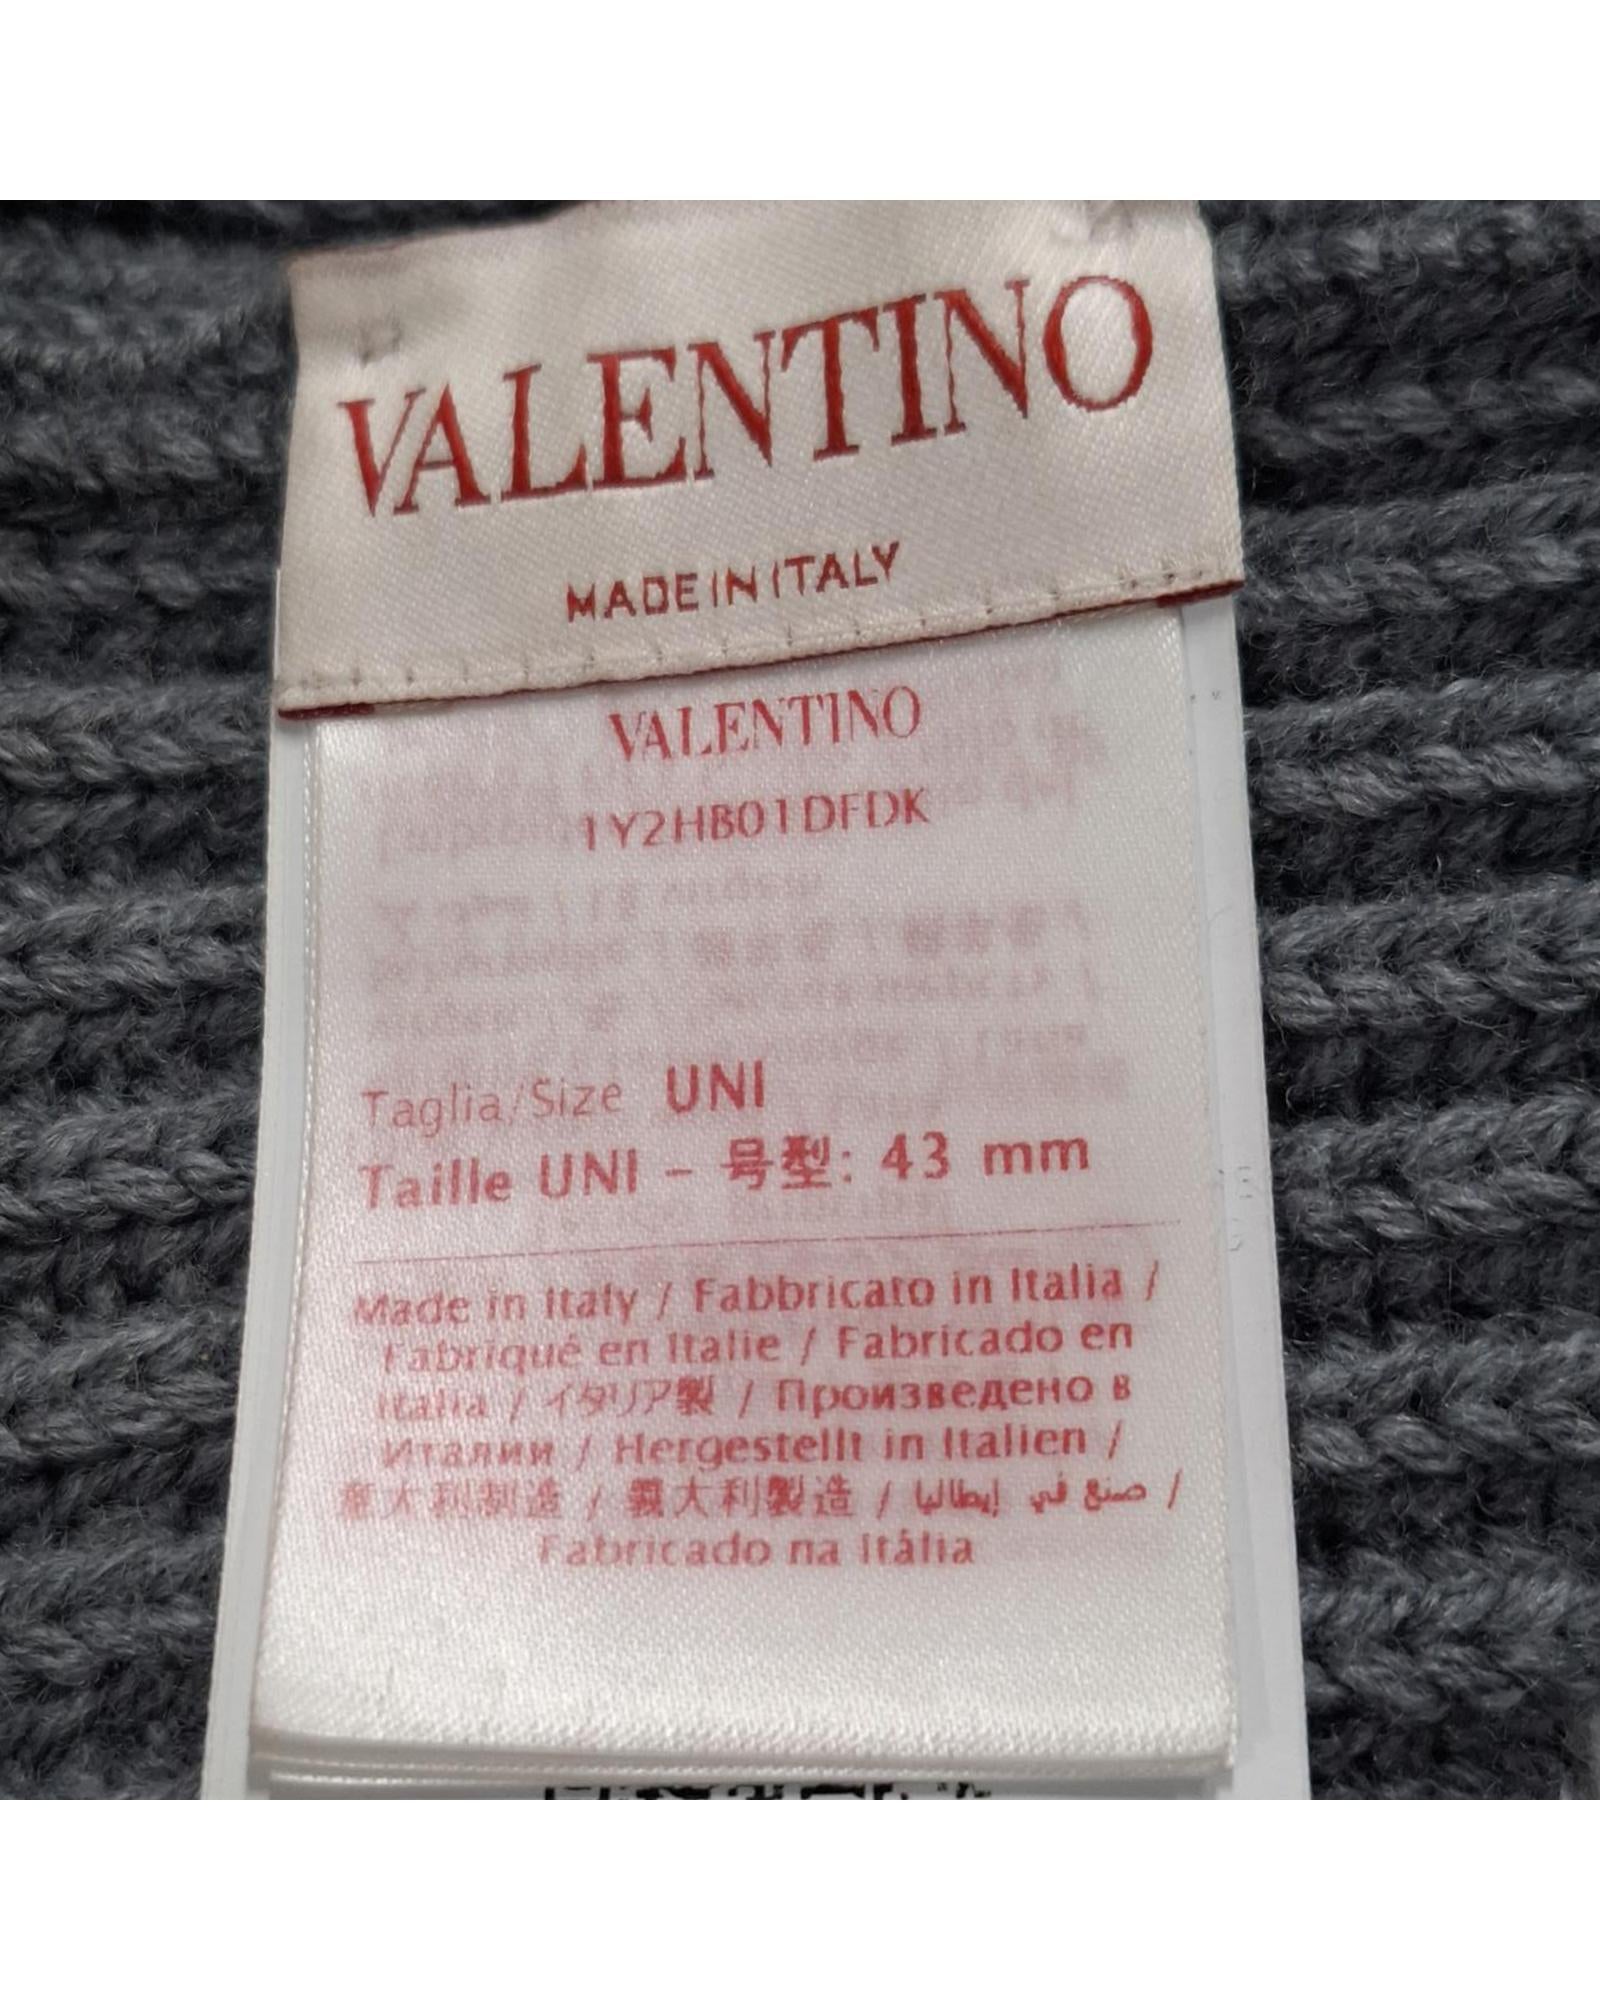 VALENTINO
MADE IN ITALY
VALENTINO
1Y2HB01DFDK
Taglia/Size UNI
Taille UNI - 号型: 43 mm
Made in Italy / Fabbricato in Italia /
Fabriqué en Italie / Fabricado en
Italia / イタリア製 / Произведено в
Италии / Hergestellt in Italien /
意大利制造 / 義大利製造 / صنع في إيطاليا /
Fabricado na Itália